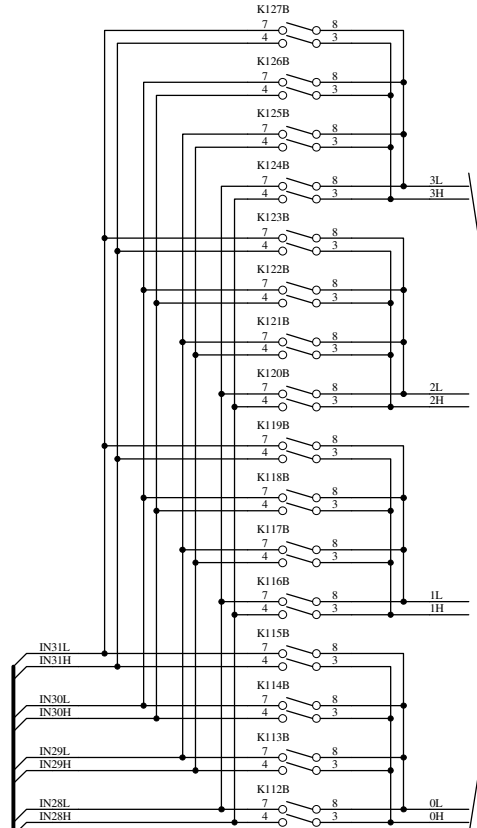 K127B
7 8
4 3
K126B
7 8
4 3
K125B
7 8
4 3
K124B
7 8 3L
4 3 3H
K123B
7 8
4 3
K122B
7 8
4 3
K121B
7 8
4 3
K120B
7 8 2L
4 3 2H
K119B
7 8
4 3
K118B
7 8
4 3
K117B
7 8
4 3
K116B
7 8 1L
4 3 1H
K115B
IN31L 7 8
IN31H 4 3
K114B
IN30L 7 8
IN30H 4 3
K113B
IN29L 7 8
IN29H 4 3
K112B
IN28L 7 8 0L
IN28H 4 3 0H